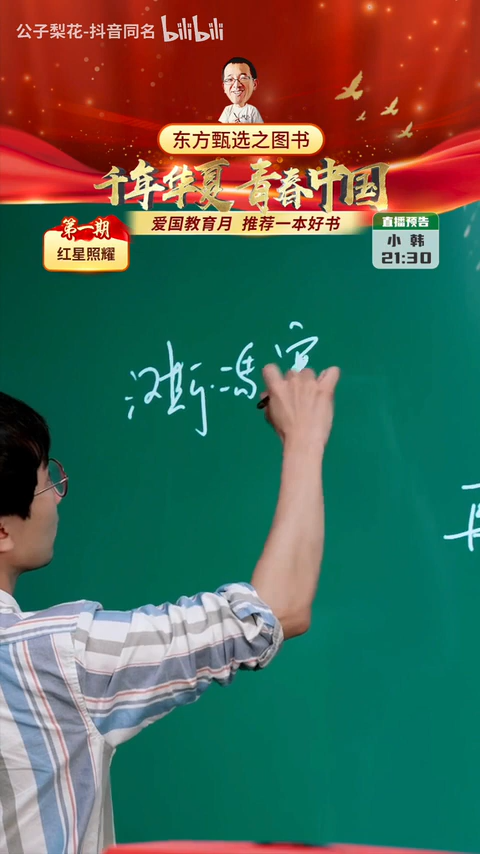 公子梨花-抖音同名 bilibili
东方甄选之图书
千年华夏 青春中国
爱国教育月 推荐一本好书
直播预告
小韩
21:30
第一期
红星照耀